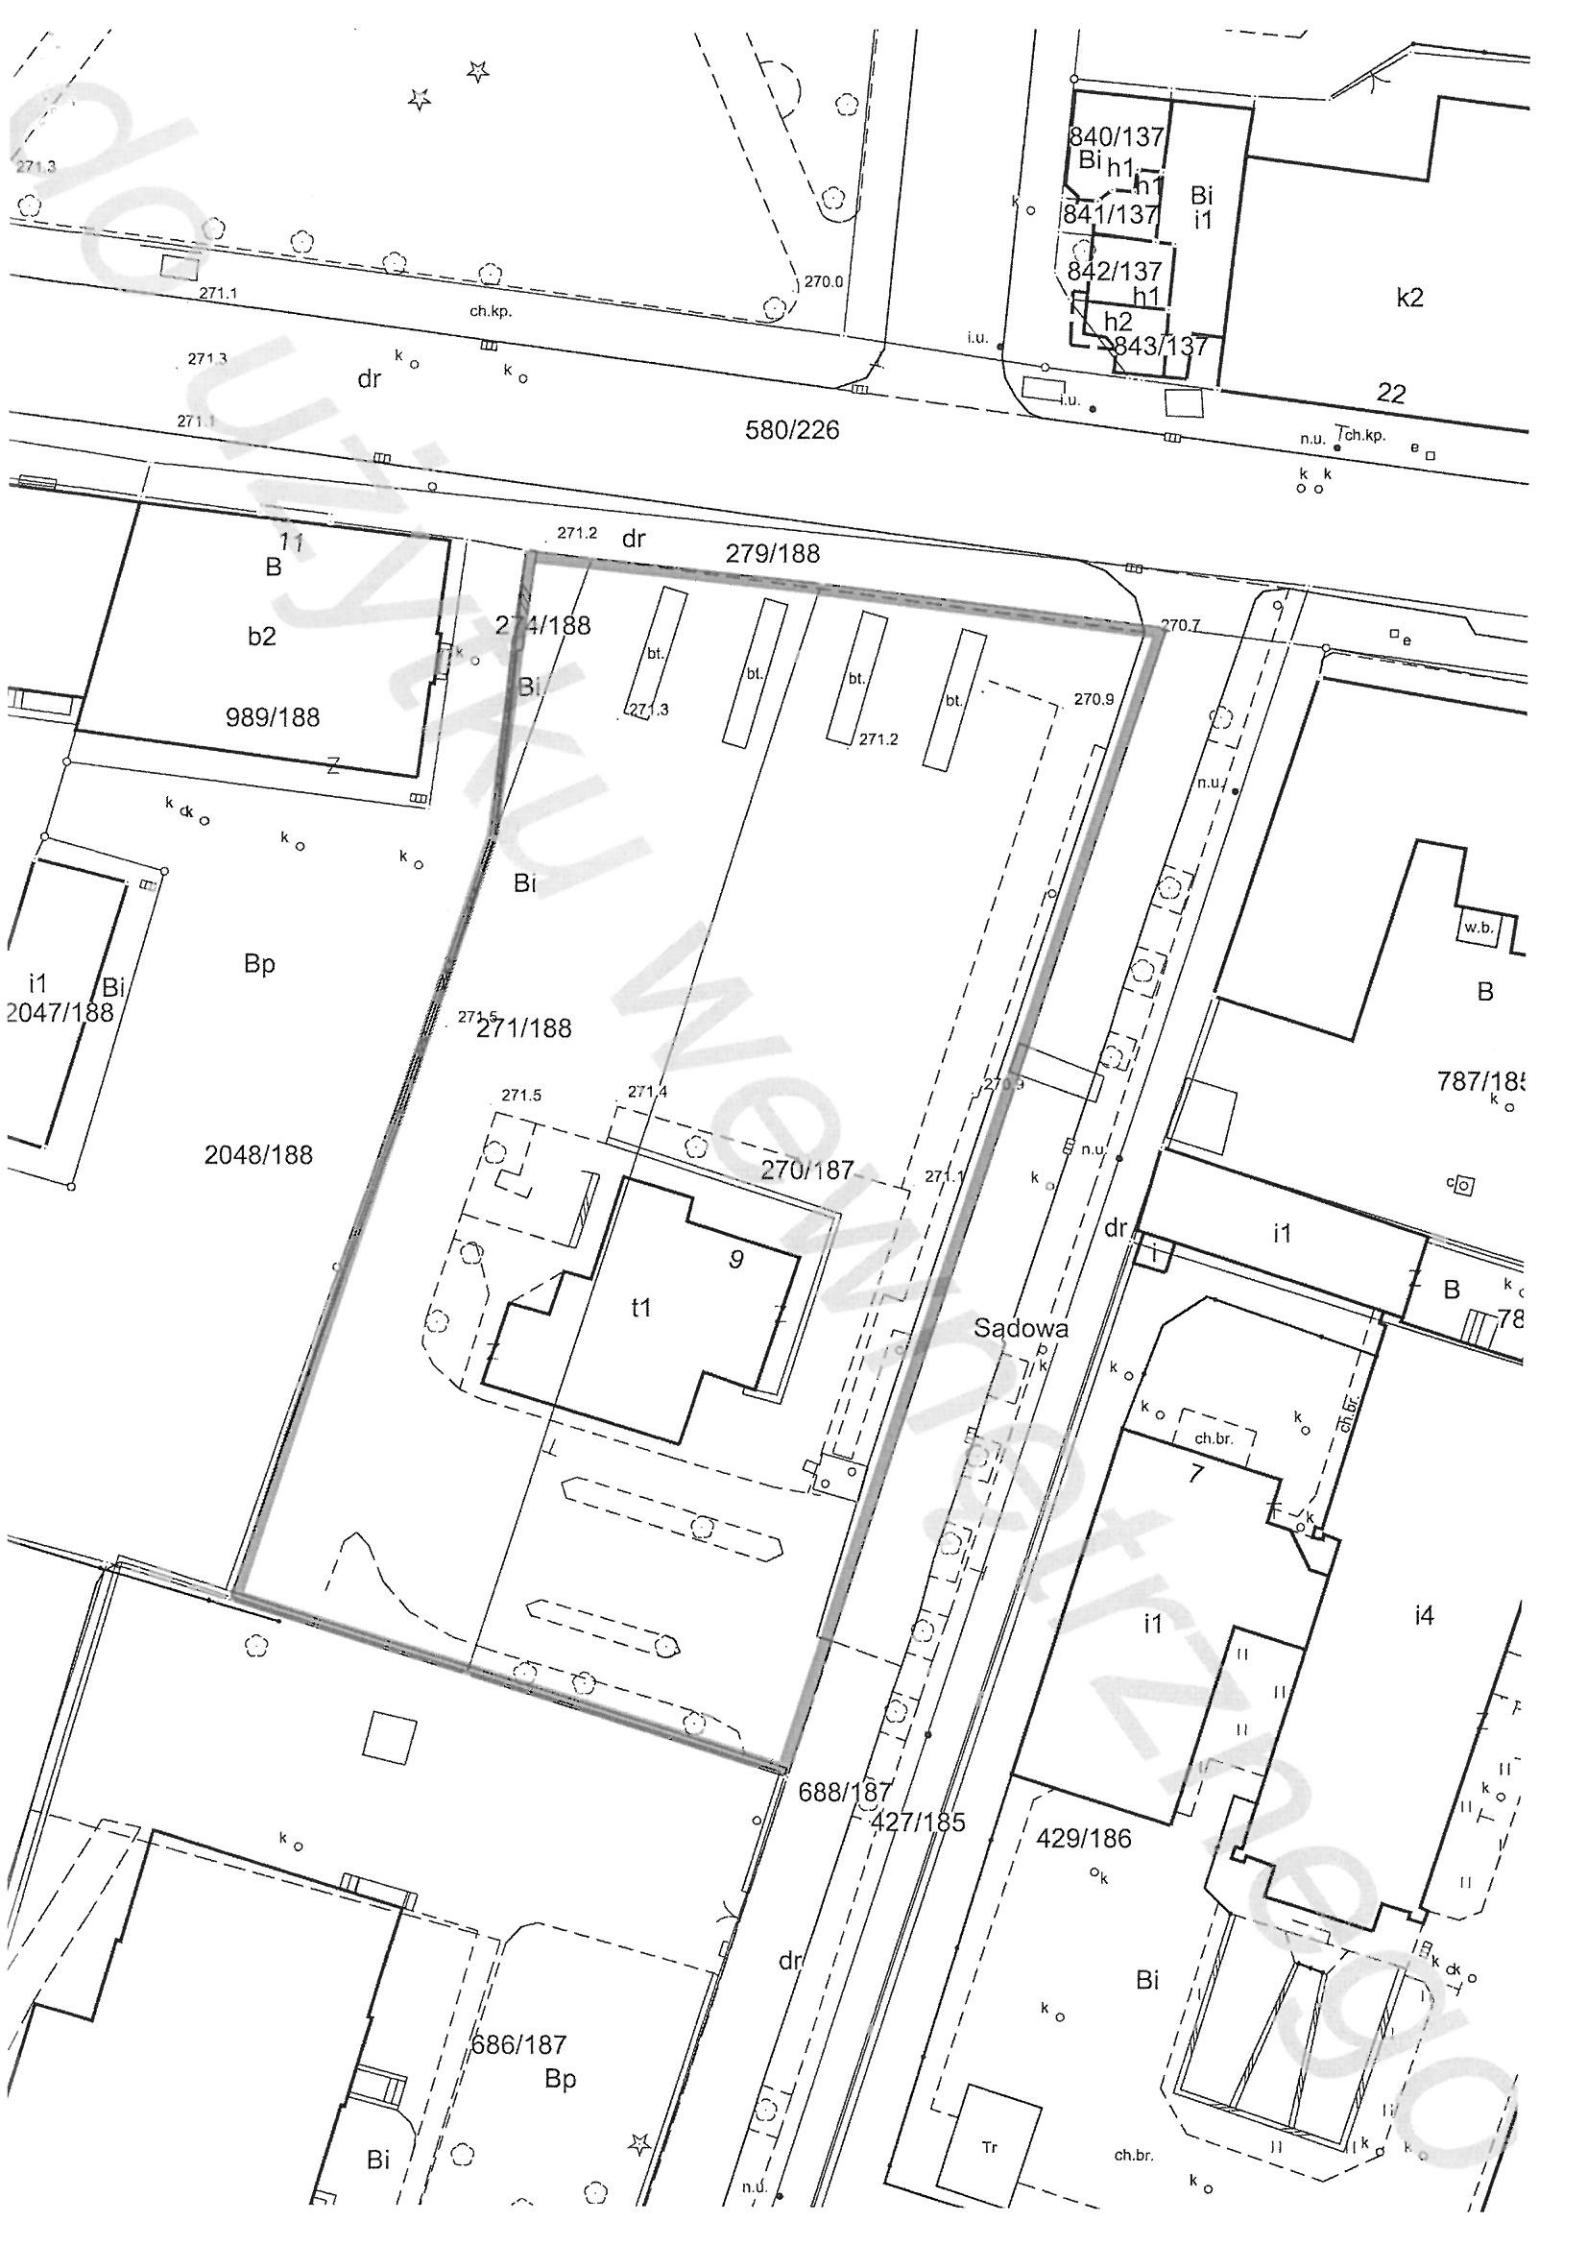 do użytku wewnętrznego
271.3
271.1
ch.kp.
270.0
840/137
Bi
h1
h1
841/137
Bi
i1
842/137
h1
h2
843/137
k
i.u.
i.u.
k2
22
271.3
k
k
dr
271.1
580/226
n.u.
ch.kp.
e
k
k
271.2
dr
279/188
11
B
b2
989/188
274/188
k
Bi
bt.
bt.
bt.
bt.
271.3
271.2
270.7
270.9
e
n.u.
k
k
k
Bi
Bp
i1
Bi
2047/188
271.5
271/188
w.b.
B
787/185
k
271.5
271.4
270.9
2048/188
270/187
271.1
k
n.u.
c
dr
i
i1
B
k
78
9
t1
Sądowa
k
k
k
ch.br.
k
ch.br.
7
k
i1
i4
688/187
427/185
429/186
k
k
k
dr
Bi
k
k
686/187
Bp
Bi
Tr
ch.br.
k
k
k
n.u.